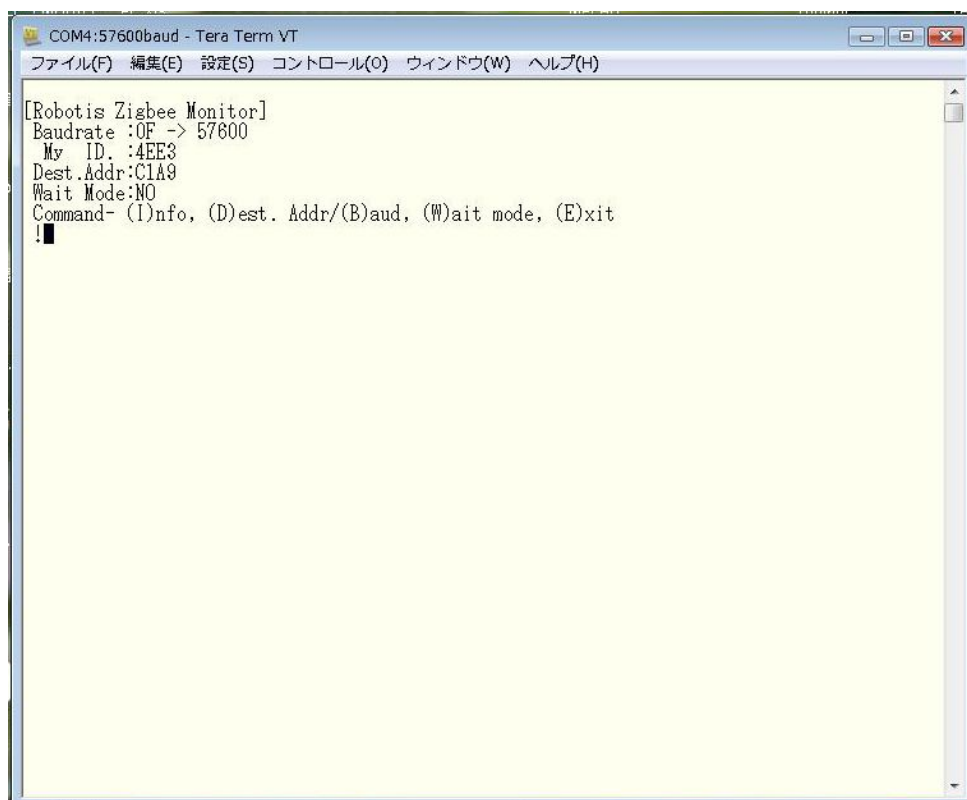 COM4:57600baud - Tera Term VT
ファイル(F) 編集(E) 設定(S) コントロール(O) ウィンドウ(W) ヘルプ(H)
[Robotis Zigbee Monitor]
Baudrate :0F -> 57600
My ID. :4EE3
Dest.Addr:C1A9
Wait Mode:NO
Command- (I)nfo, (D)est. Addr/(B)aud, (W)ait mode, (E)xit
!